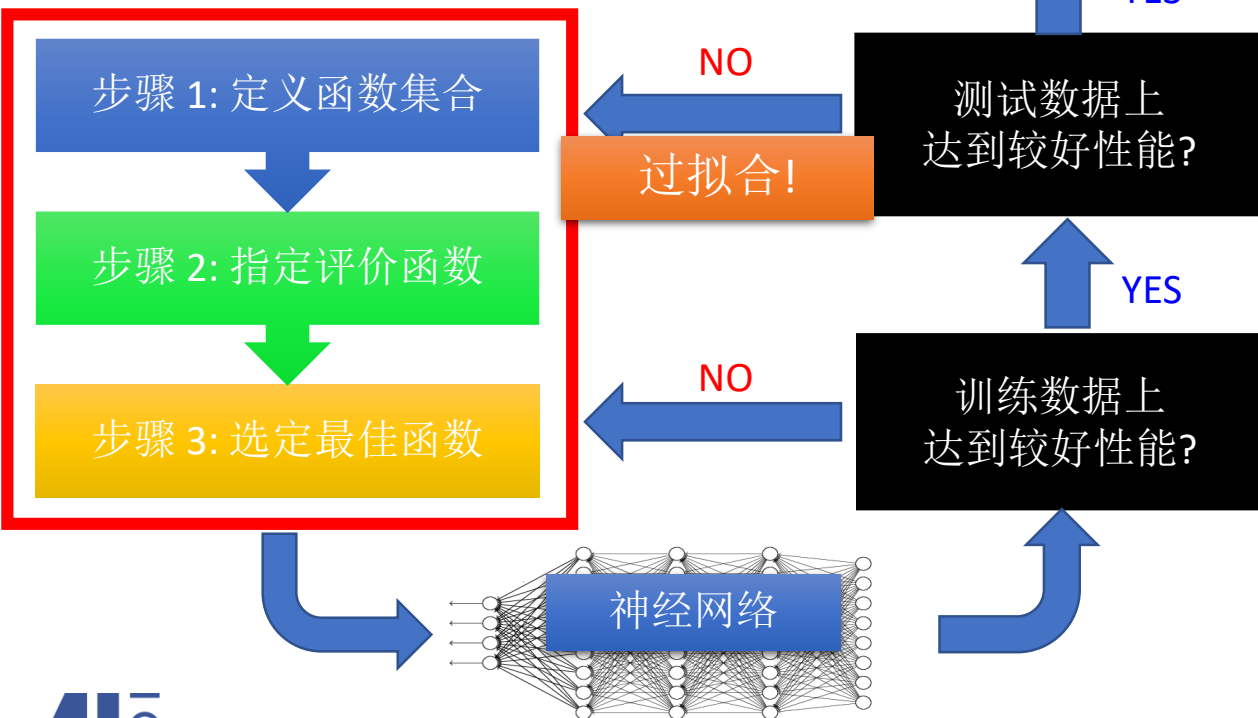 YES
NO
步骤 1: 定义函数集合
测试数据上
达到较好性能?
过拟合!
步骤 2: 指定评价函数
YES
NO
步骤 3: 选定最佳函数
训练数据上
达到较好性能?
神经网络